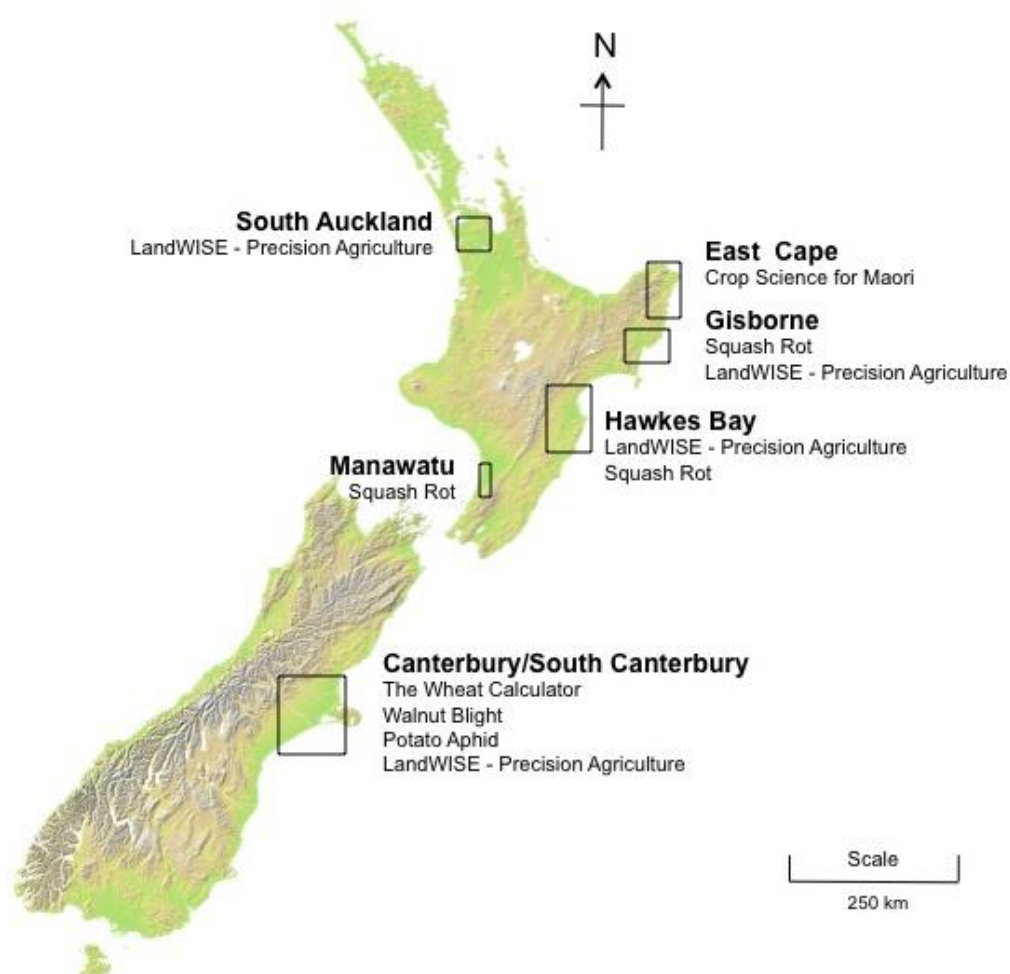 N
South Auckland
LandWISE - Precision Agriculture
East Cape
Crop Science for Maori
Gisborne
Squash Rot
LandWISE - Precision Agriculture
Hawkes Bay
LandWISE - Precision Agriculture
Squash Rot
Manawatu
Squash Rot
Canterbury/South Canterbury
The Wheat Calculator
Walnut Blight
Potato Aphid
LandWISE - Precision Agriculture
Scale
250 km